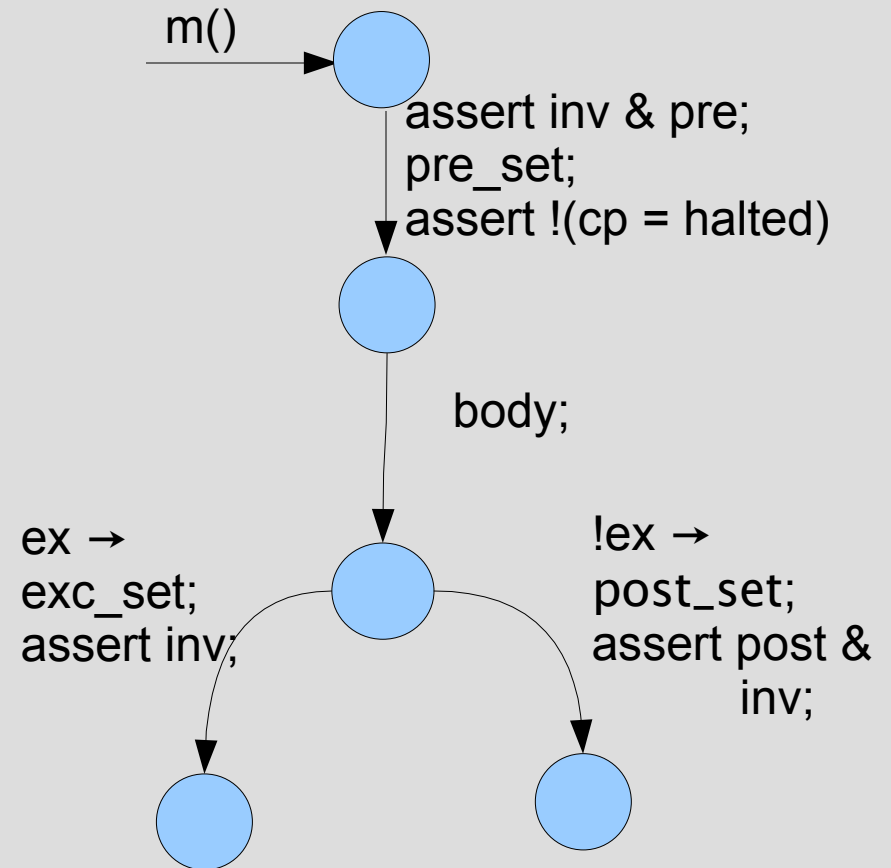 m()
assert inv & pre;
pre_set;
assert !(cp = halted)
body;
ex →
exc_set;
assert inv;
!ex →
post_set;
assert post &
inv;